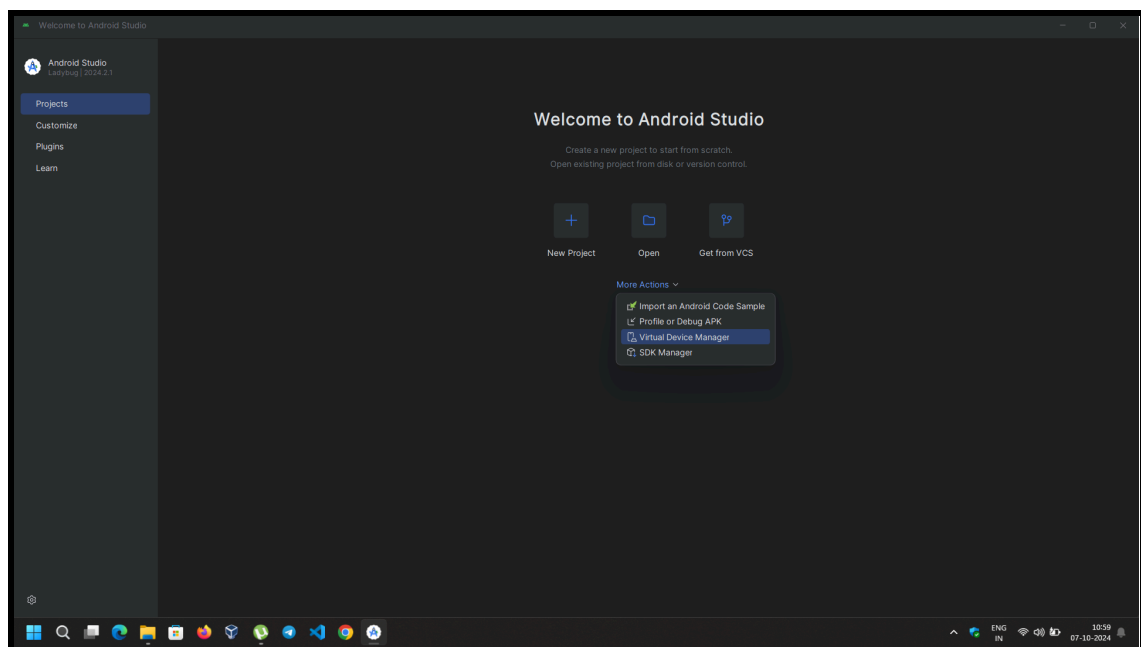 Welcome to Android Studio
Android Studio
Ladybug | 2024.2.1
Projects
Customize
Plugins
Learn
Welcome to Android Studio
Create a new project to start from scratch.
Open existing project from disk or version control.
New Project
Open
Get from VCS
More Actions
Import an Android Code Sample
Profile or Debug APK
Virtual Device Manager
SDK Manager
ENG
IN
10:59
07-10-2024